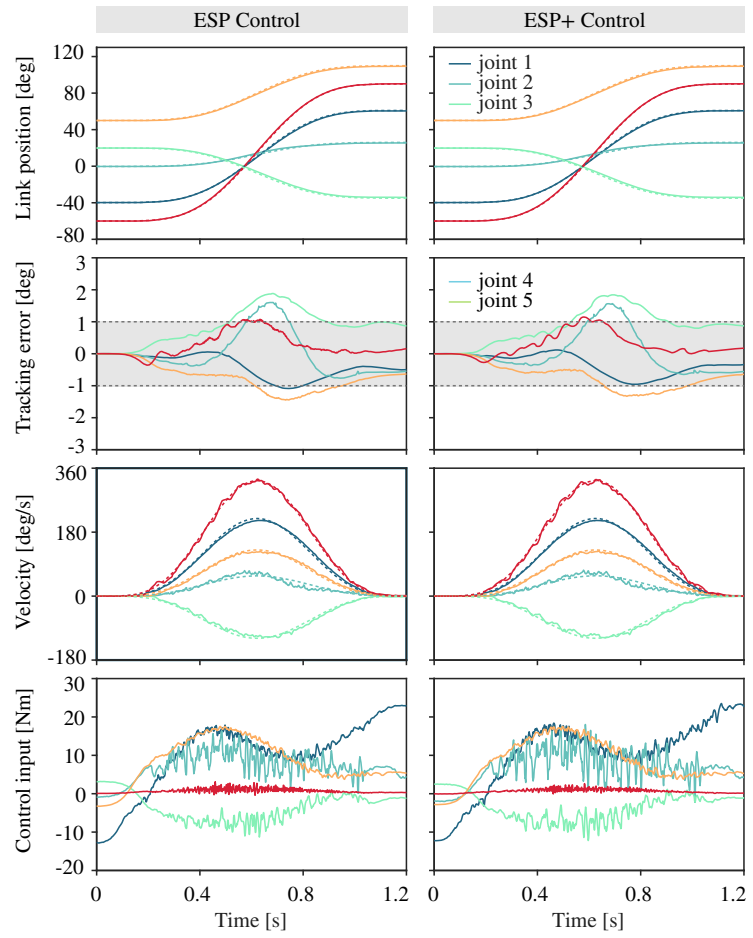 ESP Control
ESP+ Control
Link position [deg]
120
80
40
0
-40
-80
joint 1
joint 2
joint 3
Tracking error [deg]
3
2
1
0
-1
-2
-3
joint 4
joint 5
Velocity [deg/s]
360
180
0
-180
Control input [Nm]
30
20
10
0
-10
-20
0
0.4
0.8
1.2
0
0.4
0.8
1.2
Time [s]
Time [s]